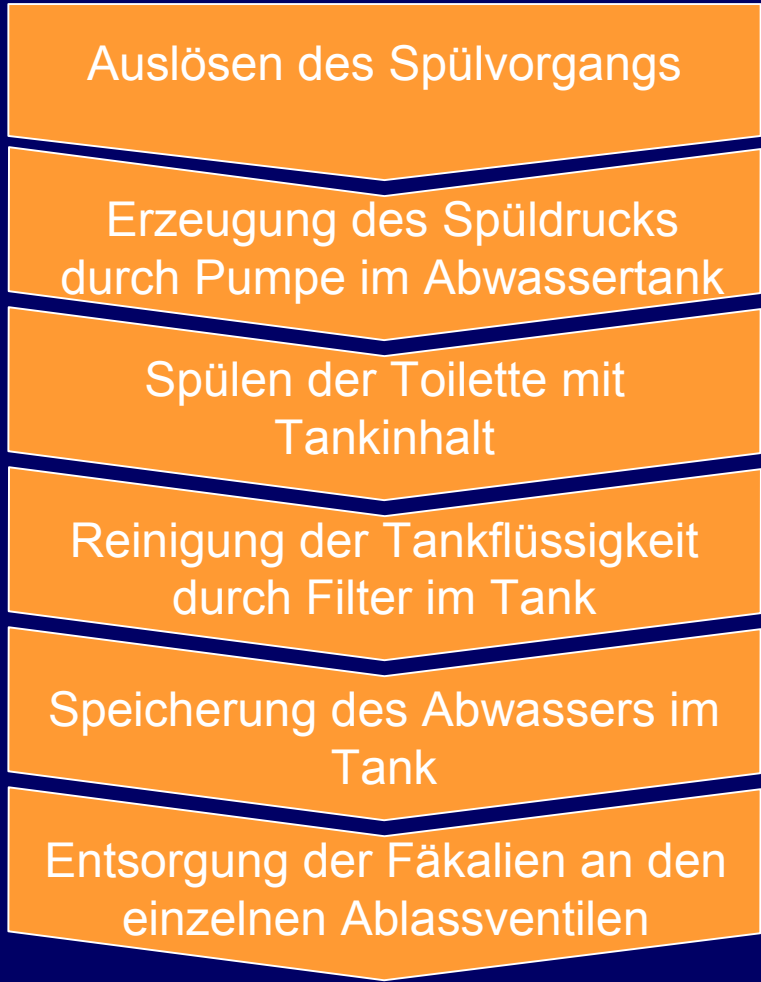 Auslösen des Spülvorgangs
Erzeugung des Spüldrucks
durch Pumpe im Abwassertank
Spülen der Toilette mit
Tankinhalt
Reinigung der Tankflüssigkeit
durch Filter im Tank
Speicherung des Abwassers im
Tank
Entsorgung der Fäkalien an den
einzelnen Ablassventilen